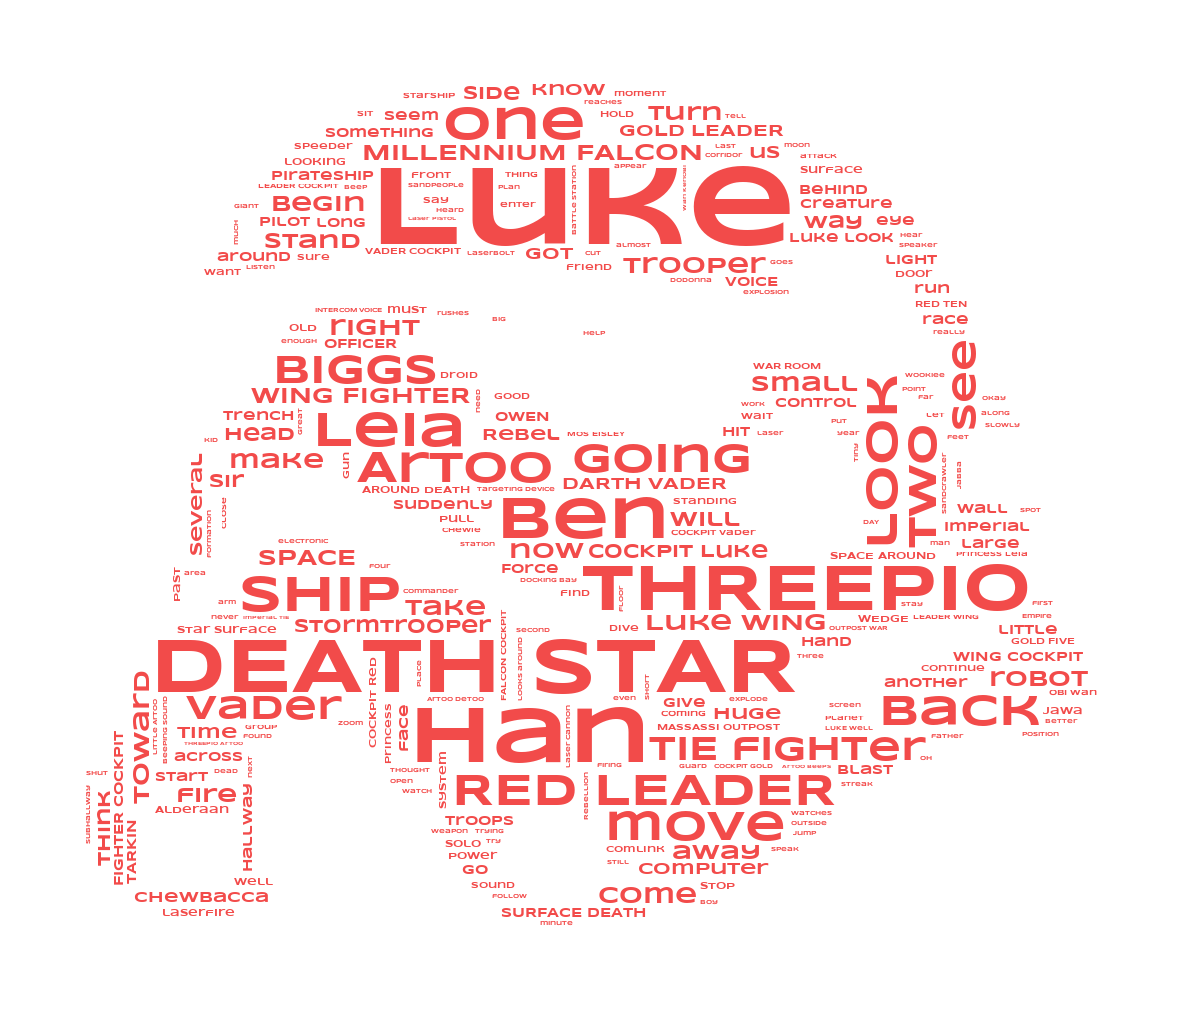 STARSHIP
SIDE
KNOW
moment
reaches
SIT
seem
one
HOLD
Turn
TELL
SOMETHING
GOLD LEADER
SPEEDER
MILLENNIUM FALCON
LAST
CORRIDOR
us
moon
ATTACK
LOOKING
PIRATESHIP
FRONT
THING
APPEAR
Luke
surface
LEADER COCKPIT
BEEP
SANDPEOPLE
PLAN
BEHIND
GIANT
BEGIN
say
enter
BATTLE STATION
creature
HEARD
LASER PISTOL
PILOT
LONG
way
eye
MUCH
STAND
LUKE LOOK
HEAR
SPEAKER
around
sure
VADER COCKPIT
LASERBOLT
GOT
CUT
ALMOST
Trooper
GOES
LIGHT
want
LISTEN
Friend
DODONNA
VOICE
DOOR
EXPLOSION
run
INTERCOM VOICE
must
rushes
BIG
RED TEN
OLD
rIGHT
HELP
race
really
enough
OFFICER
see
BIGGS
DROID
WAR ROOM
WOOKIEE
WING FIGHTER
need
GOOD
small
POINT
FAR
OKAY
work
CONTROL
LOOK
Trench
GREAT
Leia
OWEN
WAIT
PUT
LET
ALONG
SLOWLY
KID
Head
rebel
MOS EISLEY
HIT
LASER
year
TWO
FEET
make
Gun
Artoo
GOING
TINY
SANDCRAWLER
JABBA
several
SIR
DARTH VADER
AROUND DEATH
TARGETING DEVICE
CLOSE
FORMATION
SUDDENLY
Ben
STANDING
WALL
SPOT
PULL
WILL
DAY
IMPERIAL
CHEWIE
COCKPIT VADER
electronic
STATION
now
COCKPIT LUKE
man
Large
SPACE
SPACE AROUND
Princess Leia
PAST
area
FOUR
Force
DOCKING BAY
THREEPIO
SHIP
commander
FIND
FLOOR
STAY
FIRST
arm
Take
never
IMPERIAL TIE
WEDGE
LEADER WING
EMPIRE
STAR SURFACE
STORMTROOPER
second
DIVE
Luke WING
OUTPOST WAR
LITTLE
HAND
GOLD FIVE
DEATH STAR
FALCON COCKPIT
LOOKS AROUND
THREE
WING COCKPIT
TOWARD
COCKPIT RED
PLACE
SHORT
continue
another
roBOT
OBI WAN
LITTLE ARTOO
BEEPING SOUND
Vader
princess
Face
ARTOO DETOO
even
GIVE
EXPLODE
screen
BACK
Jawa
BETTER
ZOOM
Han
LASER CANNON
COMING
HUGE
PLANET
TIME
GROUP
FOUND
MASSASSI OUTPOST
LUKE WELL
FATHER
POSITION
THREEPIO ARTOO
TIE FIGHTER
across
THOUGHT
SYSTEM
FIRING
GUARD
COCKPIT GOLD
ARTOO BEEPS
OH
SHUT
START
DEAD
NEXT
OPEN
BLAST
SUBHALLWAY
THINK
FIGHTER COCKPIT
TARKIN
FIRE
WATCH
RED LEADER
REBELLION
STREAK
ALDERAAN
HALLWAY
TROOPS
move
WATCHES
OUTSIDE
WEAPON
TRYING
JUMP
SOLO
TRY
COMLINK
away
SPEAK
POWER
STILL
GO
COMPUTER
WELL
SOUND
come
STOP
CHEWBACCA
FOLLOW
BOY
LASERFIRE
SURFACE DEATH
MINUTE